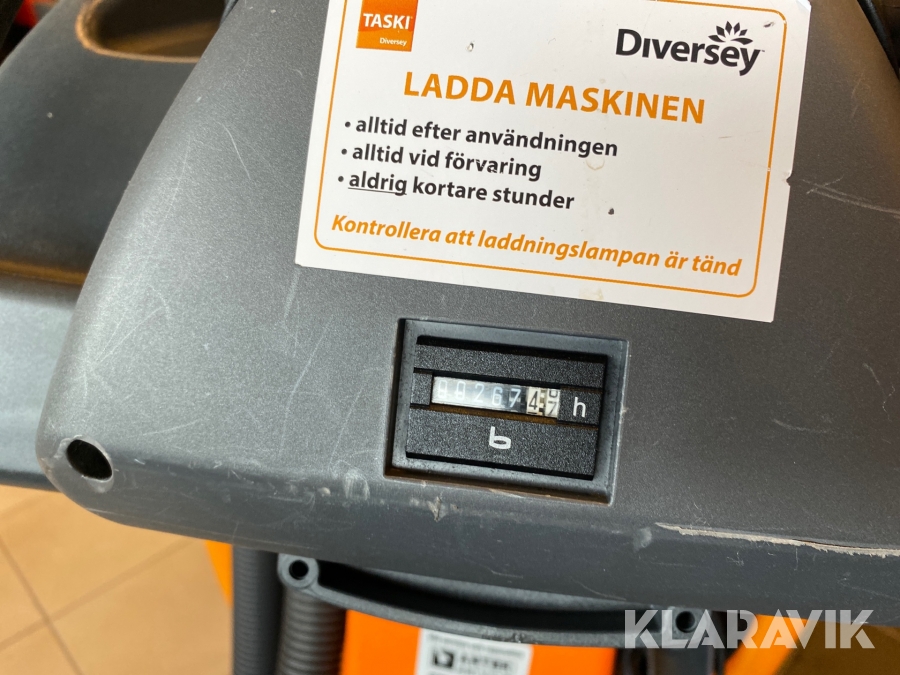 TASKI
Diversey
Diversey
LADDA MASKINEN
• alltid efter användningen
• alltid vid förvaring
• aldrig kortare stunder
Kontrollera att laddningslampan är tänd
h
KLARAVIK